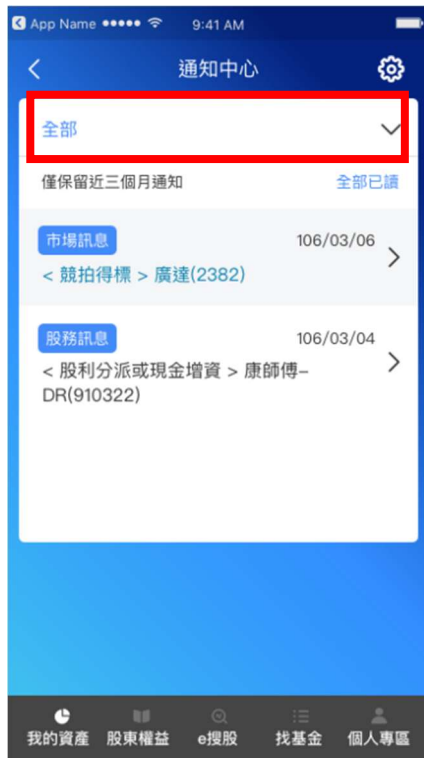 App Name 9:41 AM
通知中心
全部
僅保留近三個月通知 全部已讀
市場訊息 106/03/06
< 競拍得標 > 廣達(2382)
股務訊息 106/03/04
< 股利分派或現金增資 > 康師傅-
DR(910322)
我的資產 股東權益 e搜股 找基金 個人專區